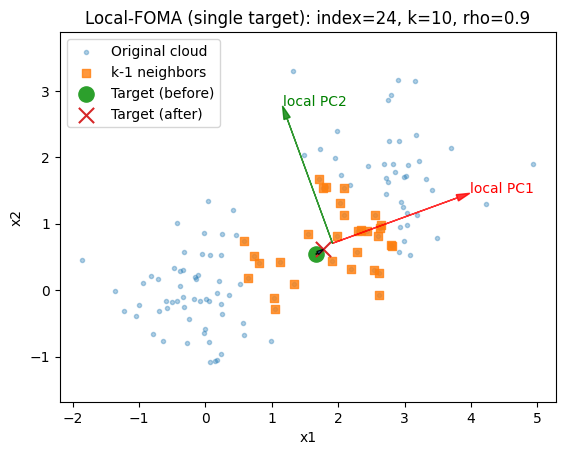 Local-FOMA (single target): index=24, k=10, rho=0.9
Original cloud
k-1 neighbors
Target (before)
Target (after)
local PC2
local PC1
x2
3
2
1
0
−1
−2
−1
0
1
2
3
4
5
x1